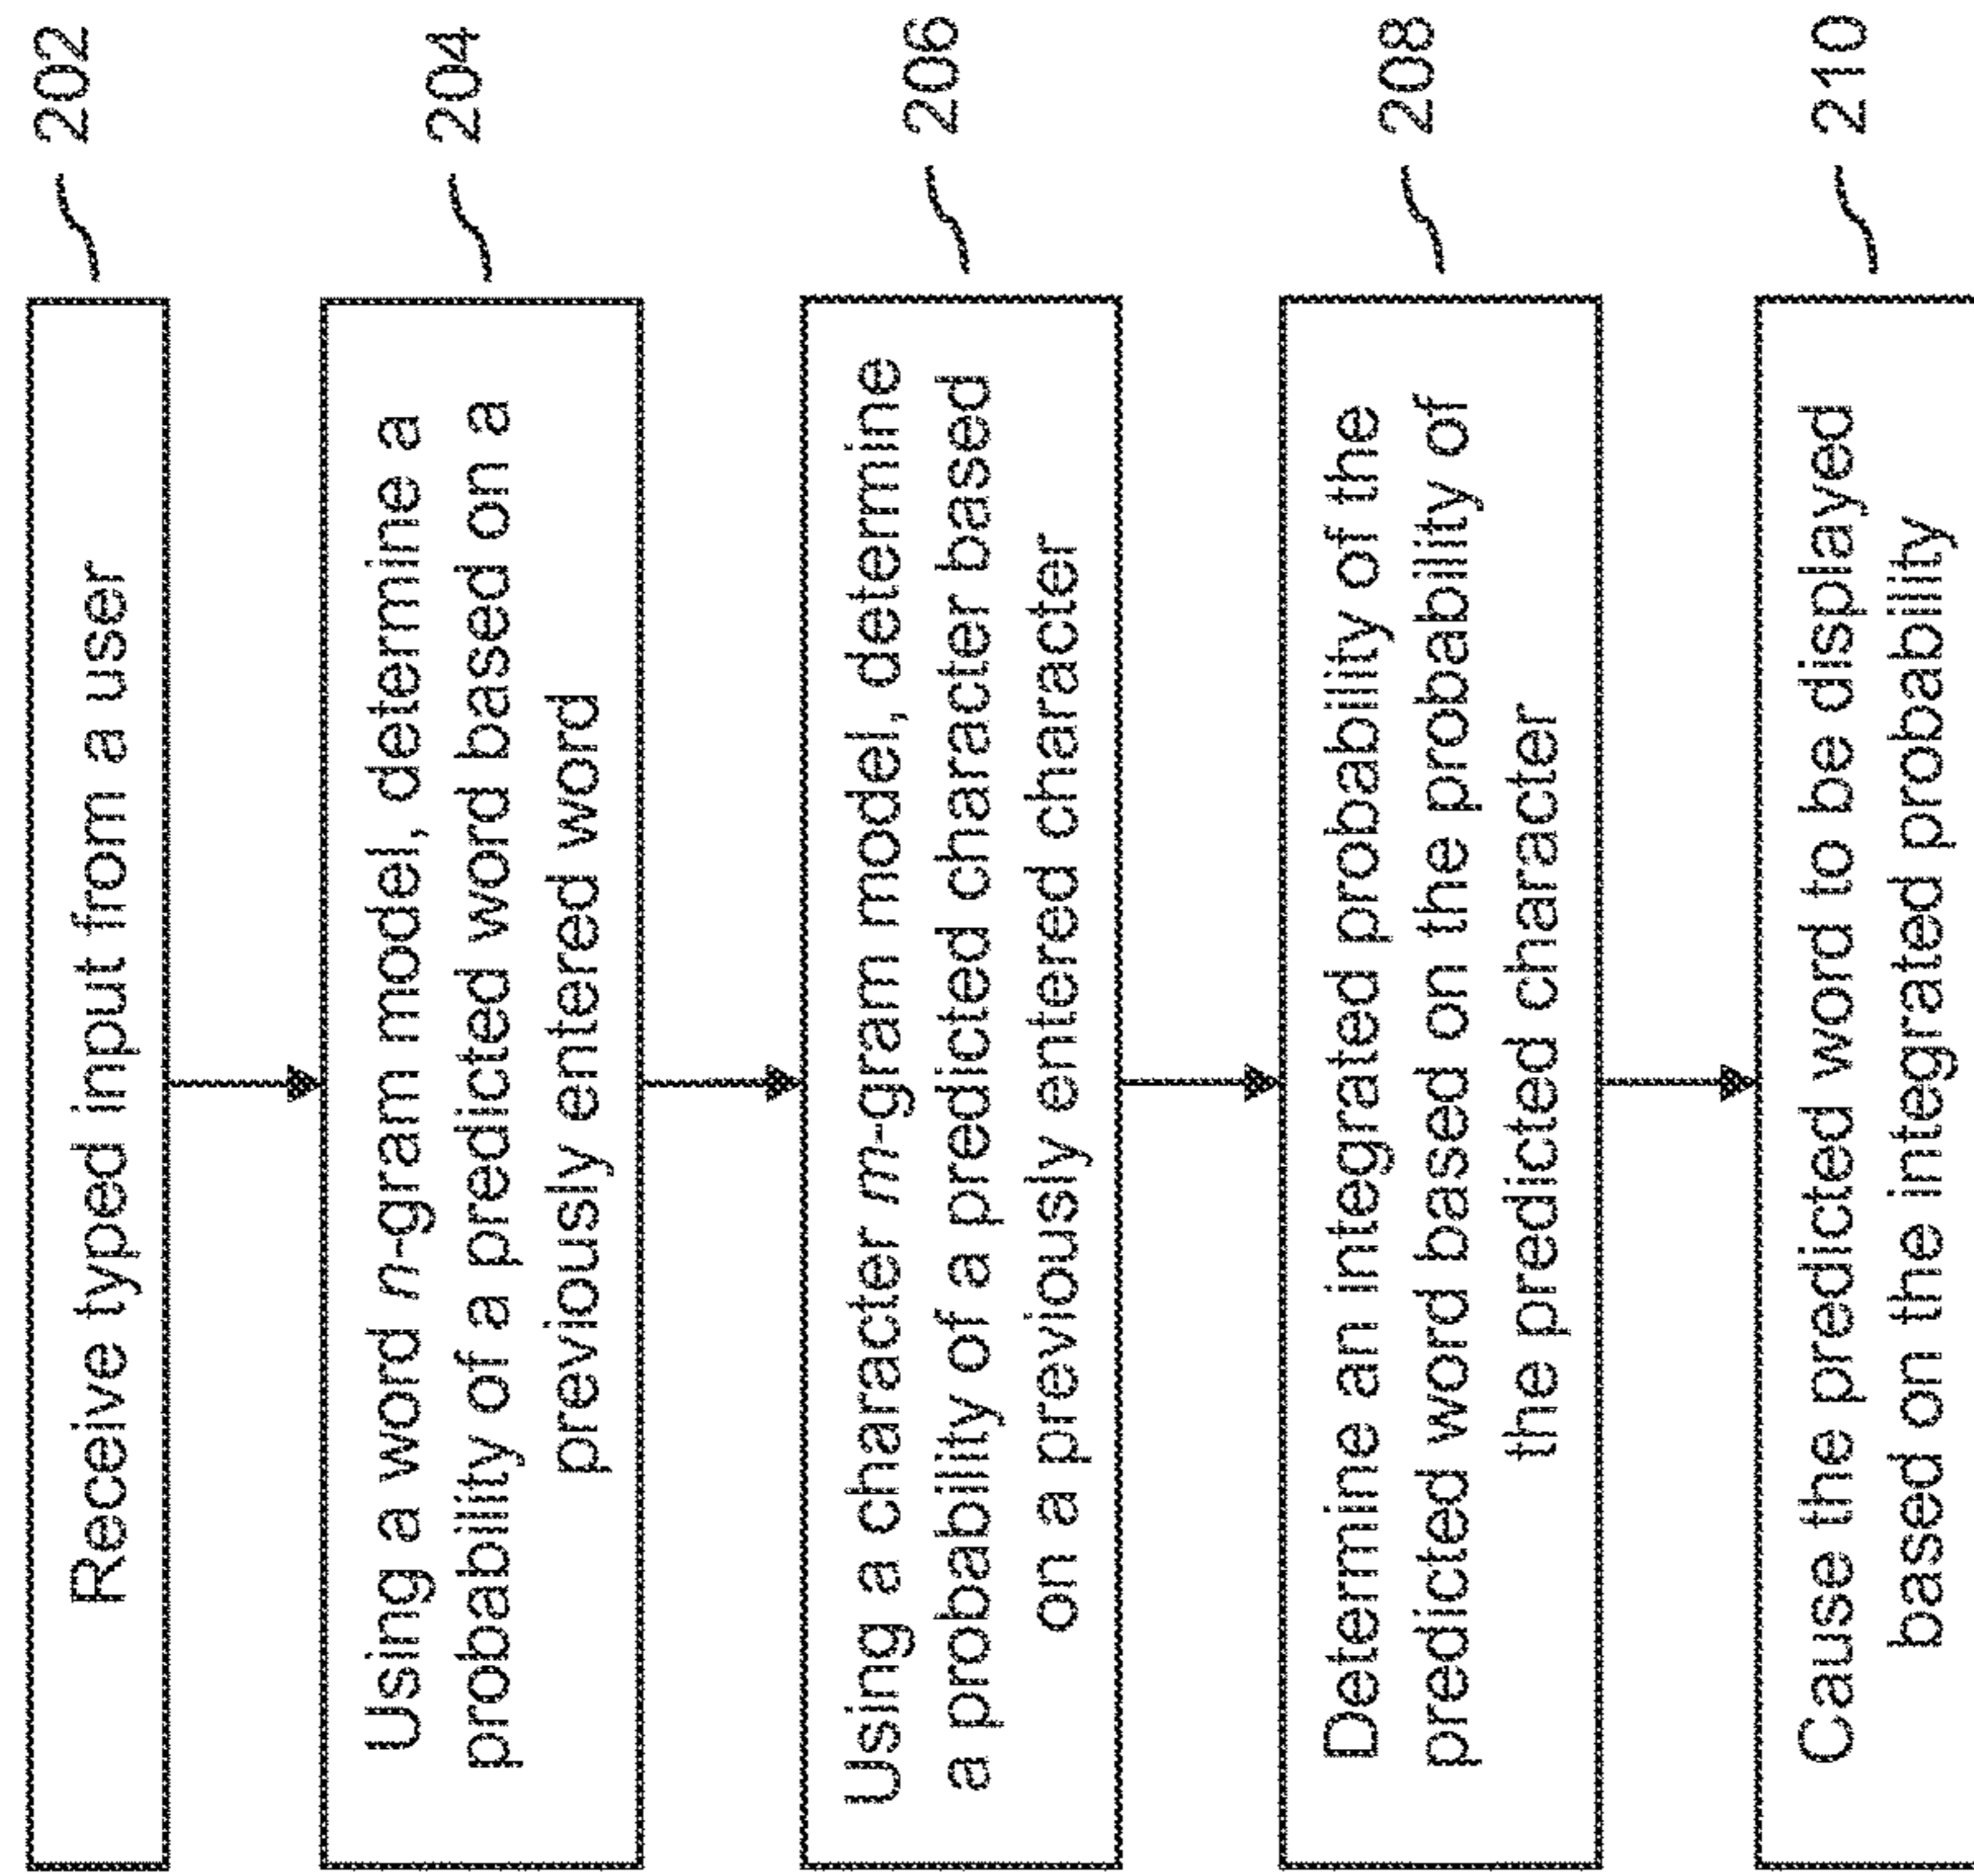 Receive typed input from a user
202
Using a word n-gram model, determine a
probability of a predicted word based on a
previously entered word
204
Using a character m-gram model, determine
a probability of a predicted character based
on a previously entered character
206
Determine an integrated probability of the
predicted word based on the probability of
the predicted character
208
Cause the predicted word to be displayed
based on the integrated probability
210